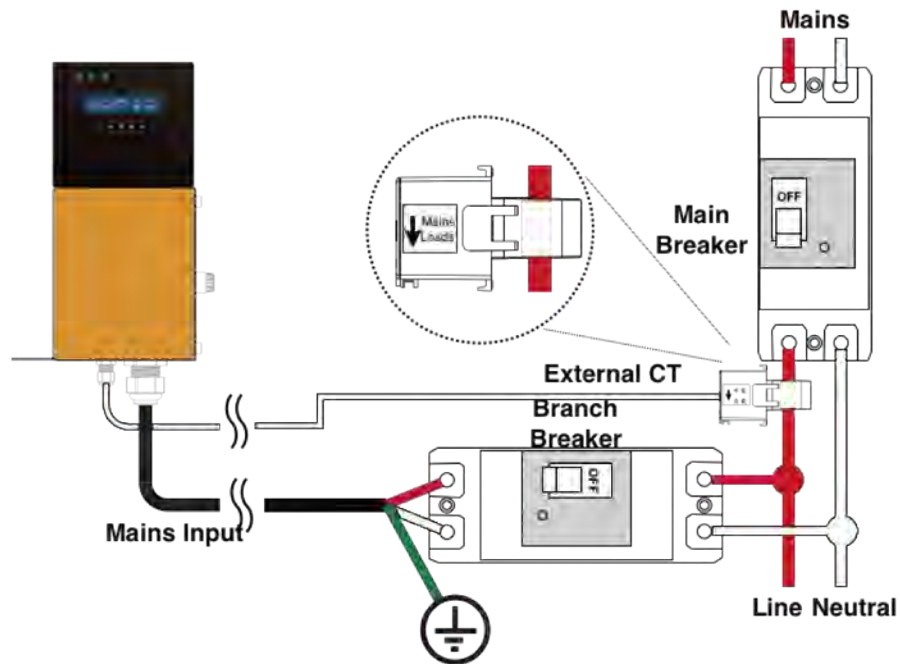 Mains
OFF
Main
Breaker
Mains
Loads
External CT
Branch
Breaker
OFF
Mains Input
Line Neutral